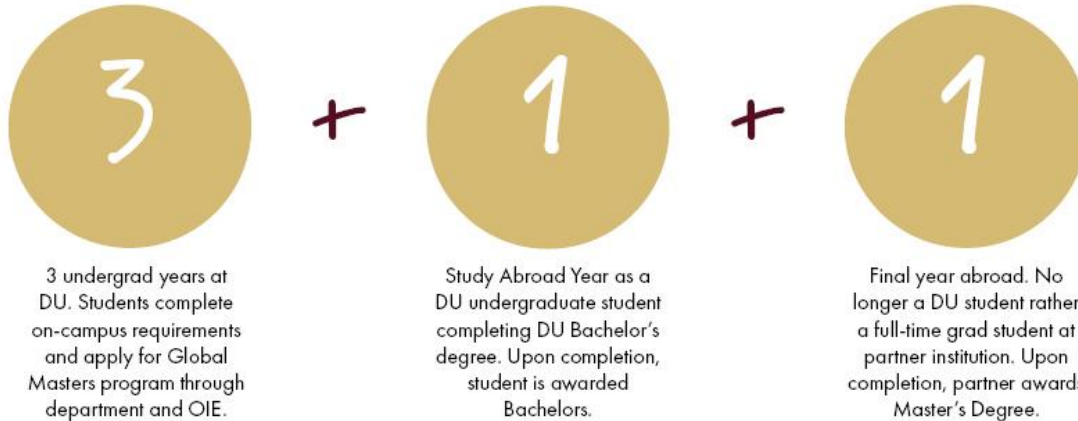 3 + 1 + 1
3 undergrad years at
DU. Students complete
on-campus requirements
and apply for Global
Masters program through
department and OIE.
Study Abroad Year as a
DU undergraduate student
completing DU Bachelor's
degree. Upon completion,
student is awarded
Bachelors.
Final year abroad. No
longer a DU student rather
a full-time grad student at
partner institution. Upon
completion, partner awards
Master's Degree.